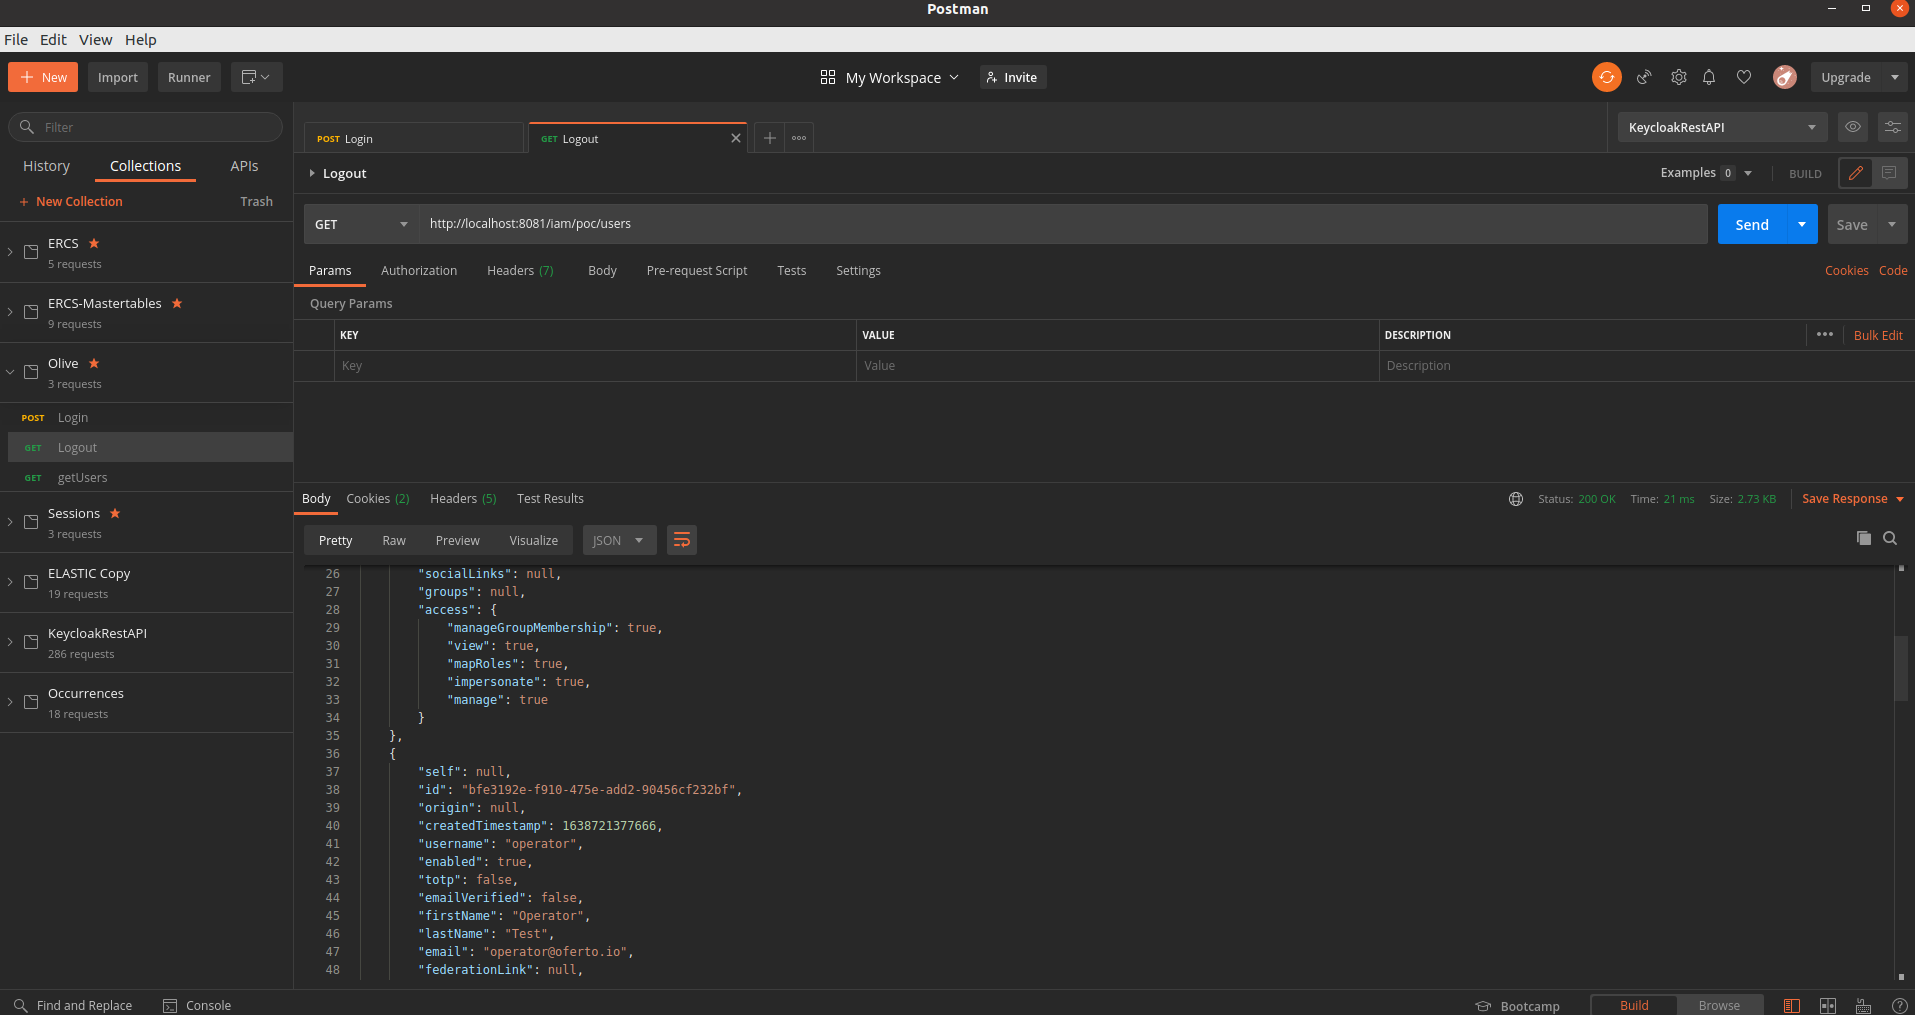 Postman
File Edit View Help
New Import Runner My Workspace Invite Upgrade
Filter
History Collections APIs
New Collection Trash
ERCS
5 requests
ERCS-Mastertables
9 requests
Olive
3 requests
POST Login
GET Logout
GET getUsers
Sessions
3 requests
ELASTIC Copy
19 requests
KeycloakRestAPI
286 requests
Occurrences
18 requests
POST Login GET Logout KeycloakRestAPI
Logout Examples 0 BUILD
GET http://localhost:8081/iam/poc/users Send Save
Params Authorization Headers (7) Body Pre-request Script Tests Settings Cookies Code
Query Params
KEY VALUE DESCRIPTION Bulk Edit
Key Value Description
Body Cookies (2) Headers (5) Test Results Status: 200 OK Time: 21 ms Size: 2.73 KB Save Response
Pretty Raw Preview Visualize JSON
26 "socialLinks": null,
27 "groups": null,
28 "access": {
29 "manageGroupMembership": true,
30 "view": true,
31 "mapRoles": true,
32 "impersonate": true,
33 "manage": true
34 }
35 },
36 {
37 "self": null,
38 "id": "bfe3192e-f910-475e-add2-90456cf232bf",
39 "origin": null,
40 "createdTimestamp": 1638721377666,
41 "username": "operator",
42 "enabled": true,
43 "totp": false,
44 "emailVerified": false,
45 "firstName": "Operator",
46 "lastName": "Test",
47 "email": "operator@oferto.io",
48 "federationLink": null,
Find and Replace Console Bootcamp Build Browse